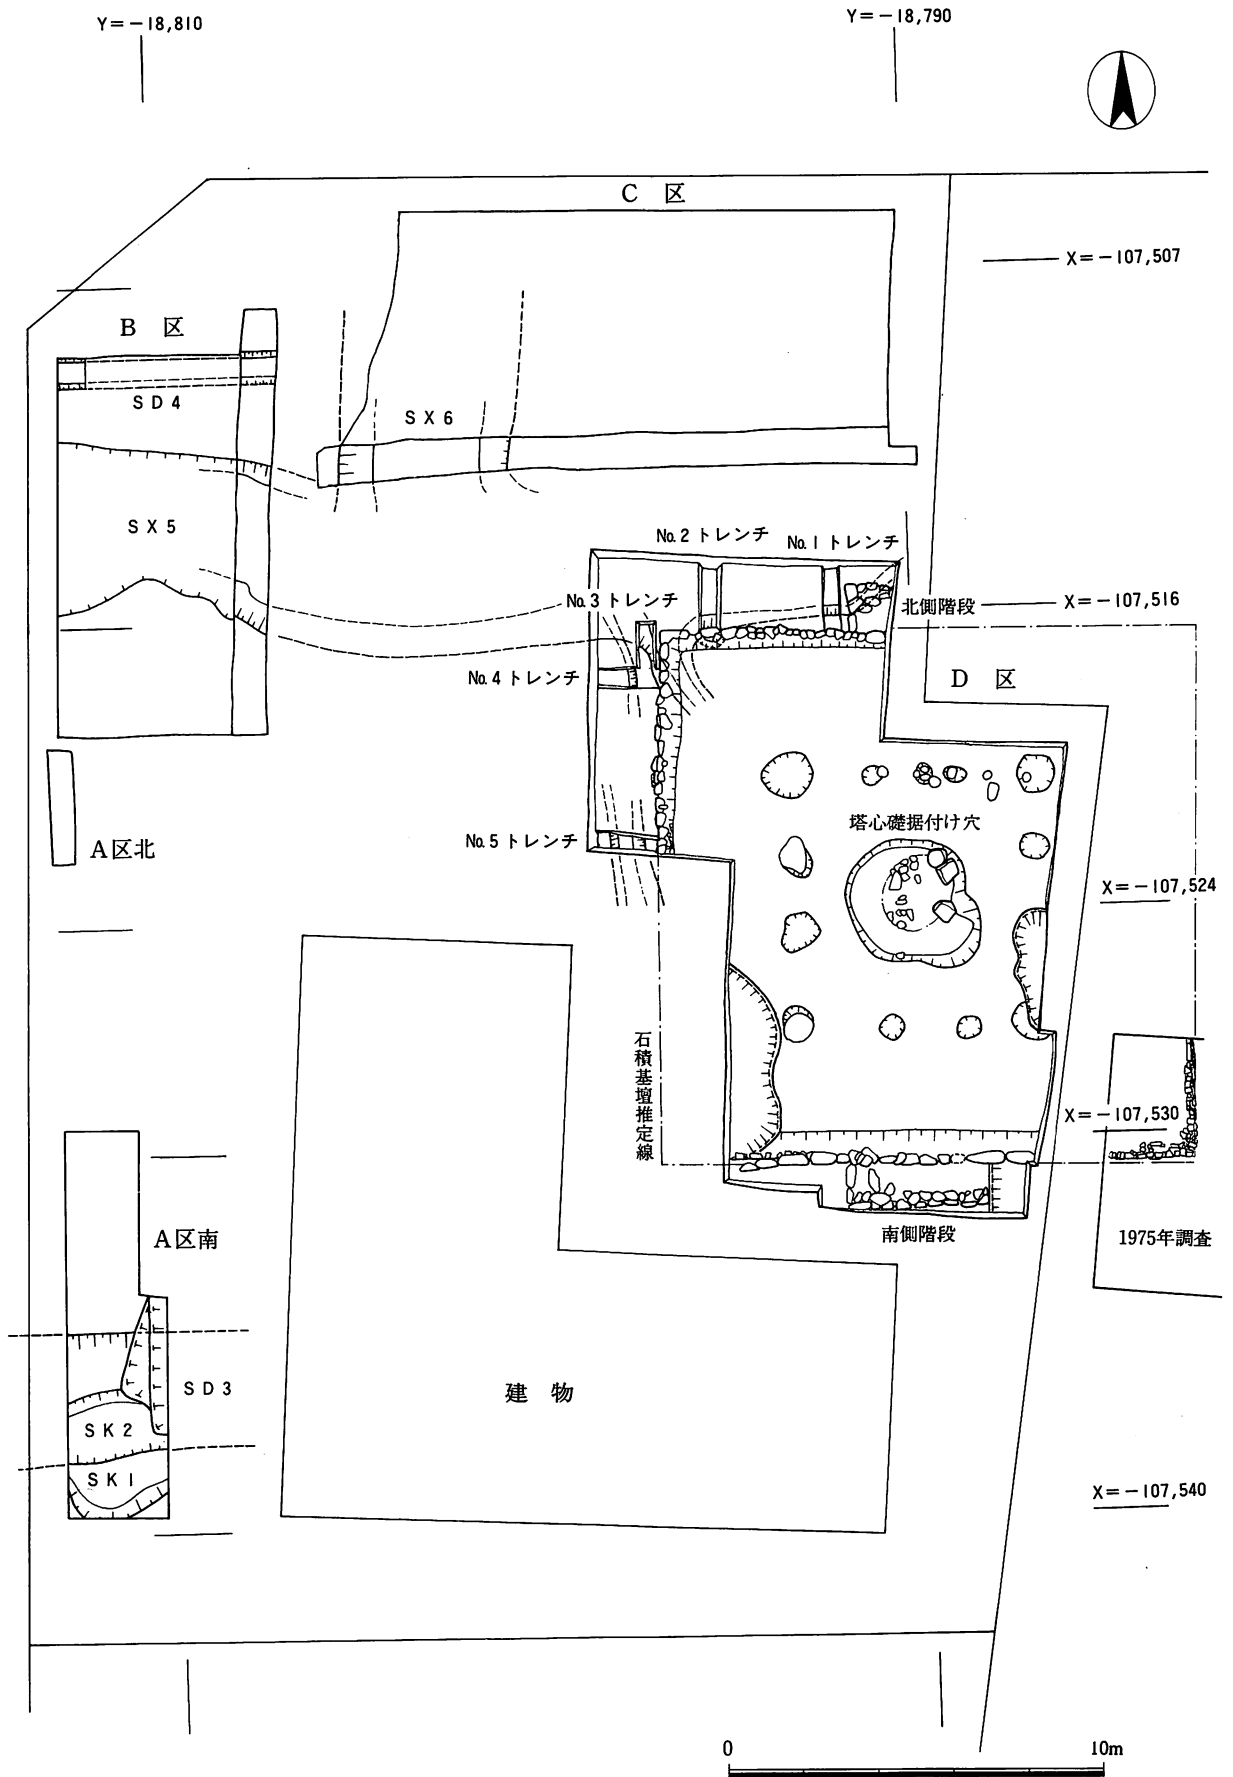 Y=-18,810
Y=-18,790
C 区
X=-107,507
B 区
SD4
SX6
SX5
No.2 トレンチ
No.1 トレンチ
No.3 トレンチ
北側階段
X=-107,516
No.4 トレンチ
D 区
塔心礎据付け穴
No.5 トレンチ
A区北
X=-107,524
石積基壇推定線
X=-107,530
A区南
南側階段
1975年調査
SD3
建物
SK2
SK1
X=-107,540
0
10m